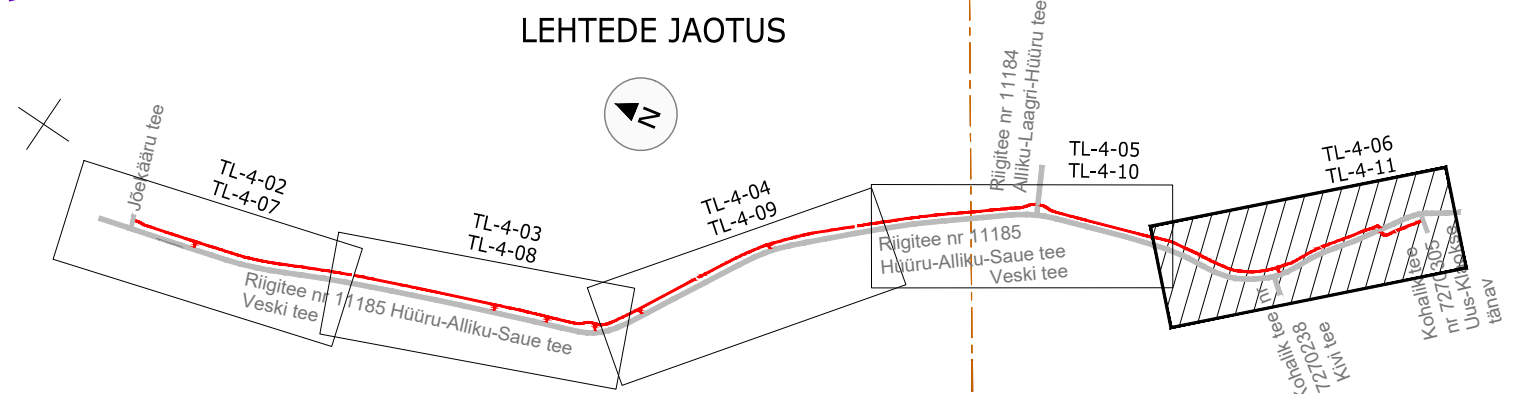 LEHTEDE JAOTUS
N
Jõekääru tee
TL-4-02
TL-4-07
Riigitee nr 11185 Hüüru-Alliku-Saue tee
Veski tee
TL-4-03
TL-4-08
TL-4-04
TL-4-09
Riigitee nr 11184
Alliku-Laagri-Hüüru tee
TL-4-05
TL-4-10
Riigitee nr 11185
Hüüru-Alliku-Saue tee
Veski tee
TL-4-06
TL-4-11
Kohalik tee nr
7270238
Kivi tee
Kohalik tee
nr 7270305
tänav